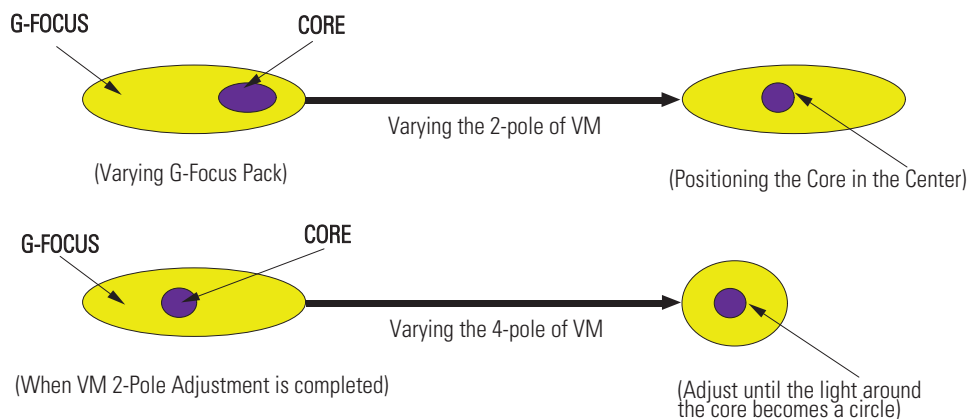 G-FOCUS
CORE
Varying the 2-pole of VM
(Varying G-Focus Pack)
(Positioning the Core in the Center)
G-FOCUS
CORE
Varying the 4-pole of VM
(When VM 2-Pole Adjustment is completed)
(Adjust until the light around
the core becomes a circle)